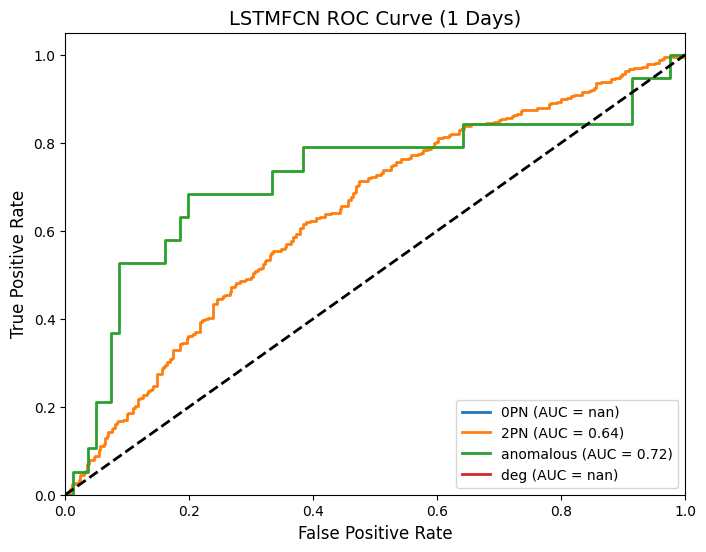 LSTMFCN ROC Curve (1 Days)
True Positive Rate
1.0
0.8
0.6
0.4
0.2
0.0
0PN (AUC = nan)
2PN (AUC = 0.64)
anomalous (AUC = 0.72)
deg (AUC = nan)
0.0 0.2 0.4 0.6 0.8 1.0
False Positive Rate